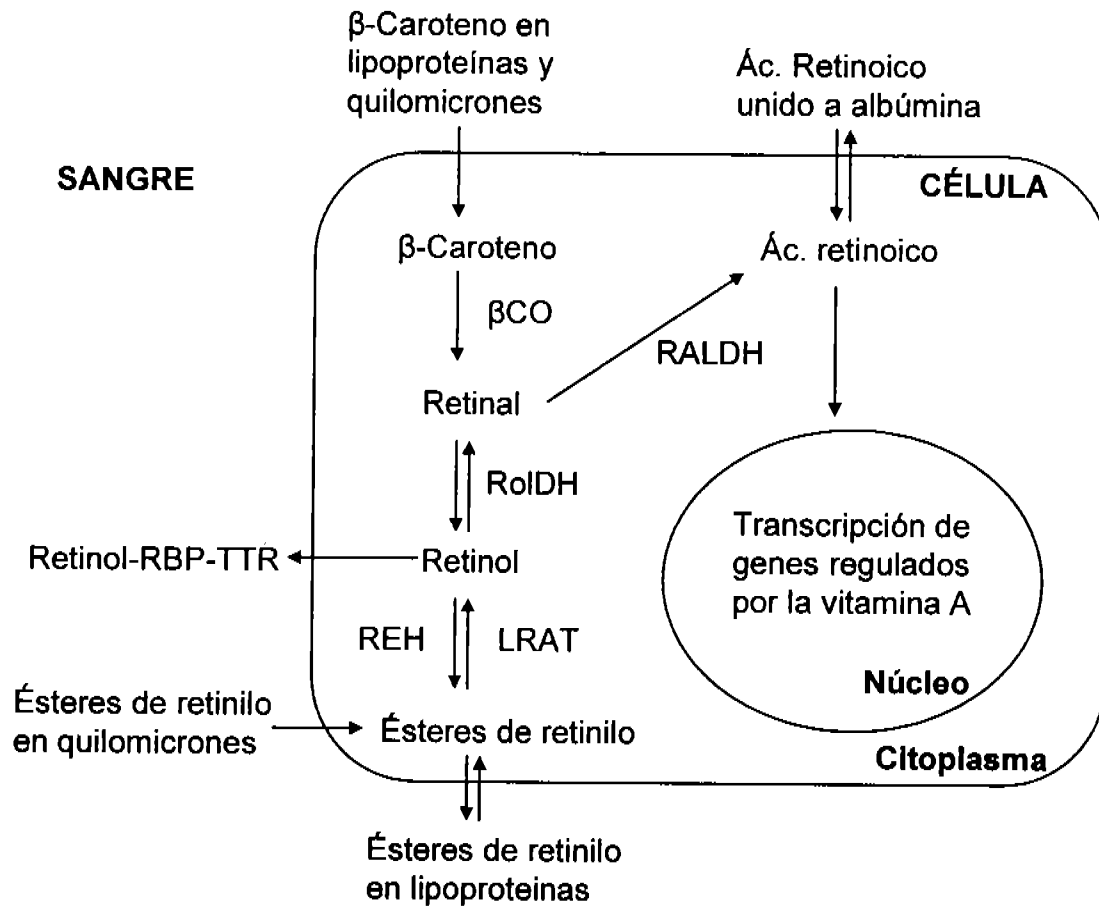 β-Caroteno en
lipoproteínas y
quilomicrones
Ác. Retinoico
unido a albúmina
SANGRE
CÉLULA
β-Caroteno
Ác. retinoico
βCO
RALDH
Retinal
RolDH
Retinol-RBP-TTR
Retinol
Transcripción de
genes regulados
por la vitamina A
REH
LRAT
Núcleo
Ésteres de retinilo
en quilomicrones
Ésteres de retinilo
Citoplasma
Ésteres de retinilo
en lipoproteinas